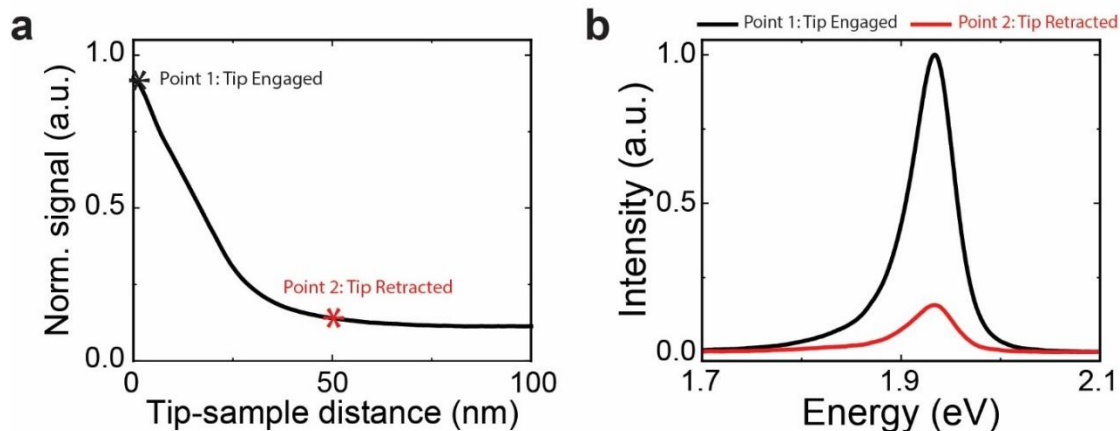 a
Norm. signal (a.u.)
1.0
0.5
0.0
Point 1: Tip Engaged
Point 2: Tip Retracted
0
50
100
Tip-sample distance (nm)
b
Point 1: Tip Engaged
Point 2: Tip Retracted
Intensity (a.u.)
1.0
0.5
0.0
1.7
1.9
2.1
Energy (eV)